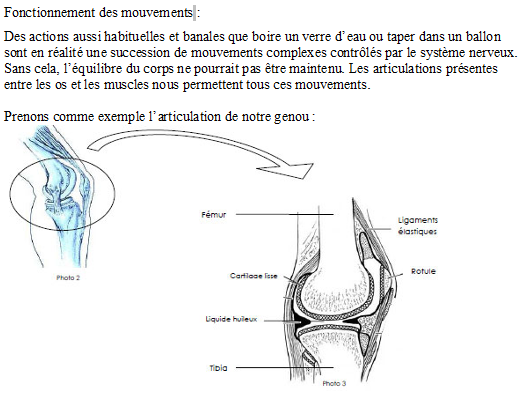 Fonctionnement des mouvements :
Des actions aussi habituelles et banales que boire un verre d'eau ou taper dans un ballon
sont en réalité une succession de mouvements complexes contrôlés par le système nerveux.
Sans cela, l'équilibre du corps ne pourrait pas être maintenu. Les articulations présentes
entre les os et les muscles nous permettent tous ces mouvements.
Prenons comme exemple l'articulation de notre genou :
Fémur
Ligaments
élastiques
Rotule
Cartilage lisse
Photo 2
Liquide huileux
Tibia
Photo 3